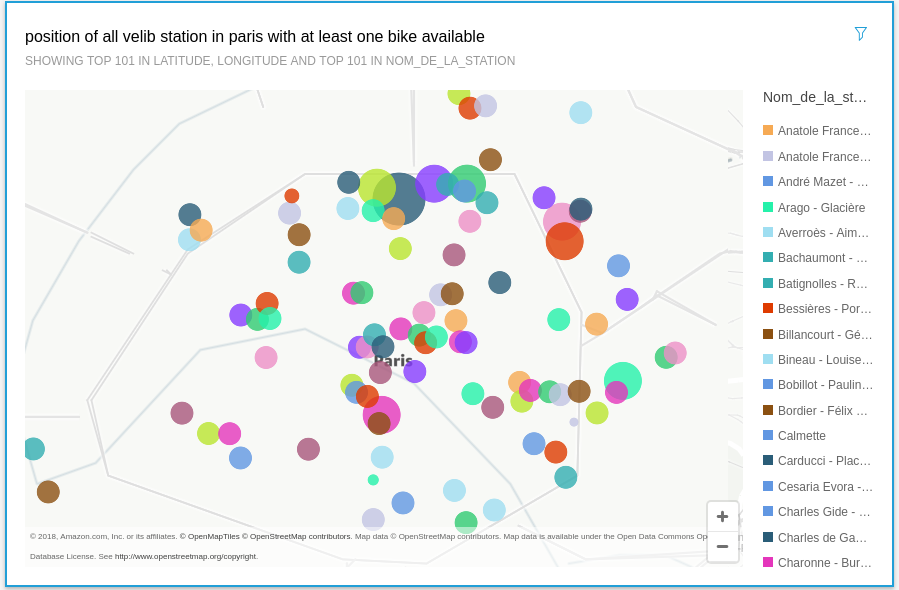 position of all velib station in paris with at least one bike available
SHOWING TOP 101 IN LATITUDE, LONGITUDE AND TOP 101 IN NOM_DE_LA_STATION
Nom_de_la_st...
Anatole France...
Anatole France...
André Mazet - ...
Arago - Glacière
Averroès - Aim...
Bachaumont - ...
Batignolles - R...
Bessières - Por...
Billancourt - Gé...
Bineau - Louise...
Bobillot - Paulin...
Bordier - Félix ...
Calmette
Carducci - Plac...
Cesaria Evora -...
Charles Gide - ...
Charles de Ga...
Charonne - Bur...
Paris
+
−
© 2018, Amazon.com, Inc. or its affiliates. © OpenMapTiles © OpenStreetMap contributors. Map data © OpenStreetMap contributors. Map data is available under the Open Data Commons
Database License. See http://www.openstreetmap.org/copyright.